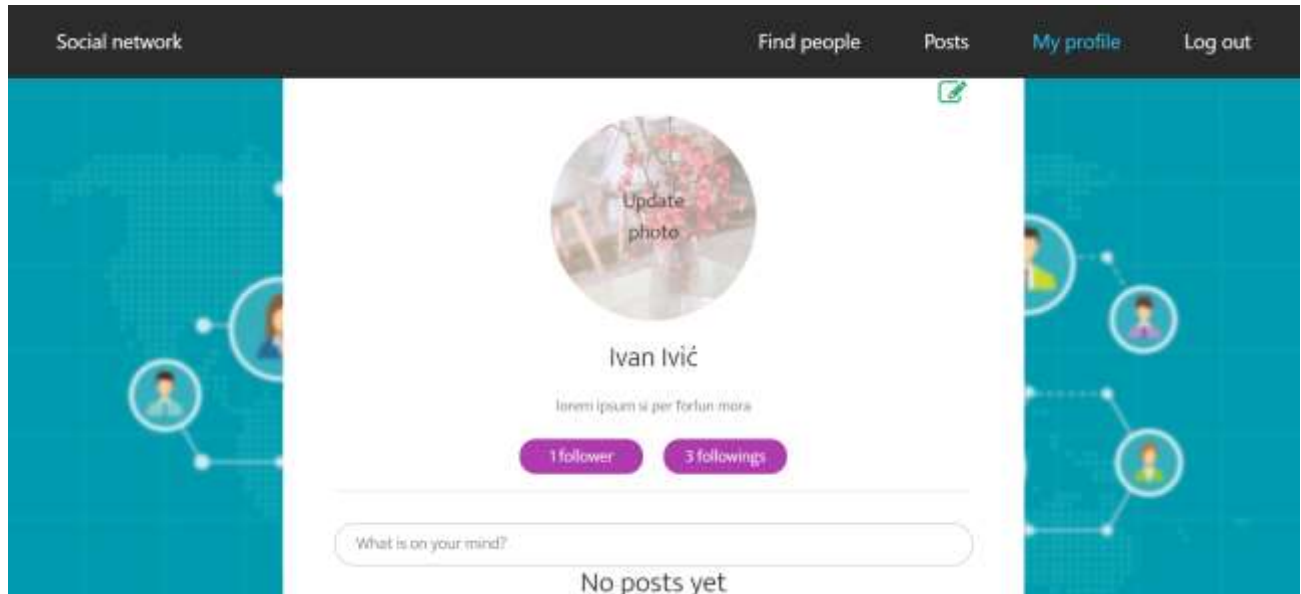 Social network
Find people
Posts
My profile
Log out
Update
photo
Ivan Ivić
lorem ipsum si per forlun mora
1 follower
3 followings
What is on your mind?
No posts yet